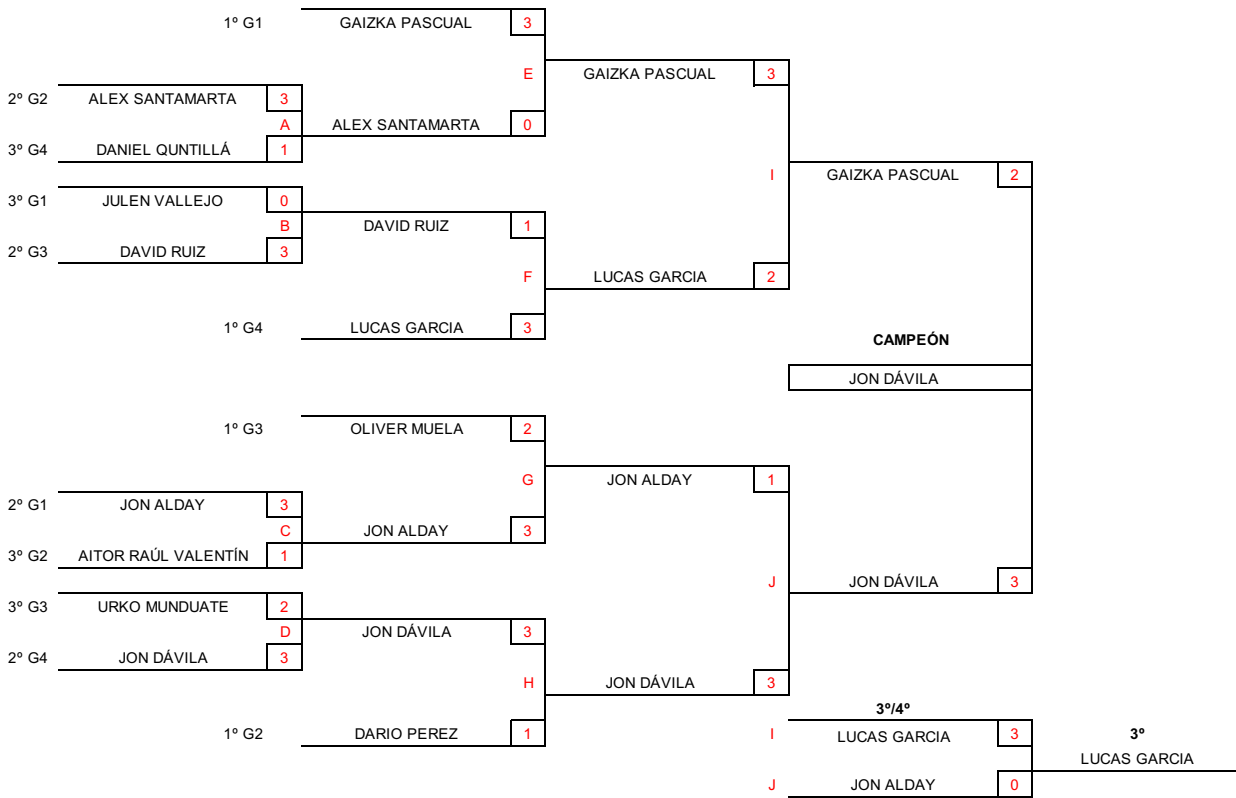 1º G1 GAIZKA PASCUAL 3
E GAIZKA PASCUAL 3
2º G2 ALEX SANTAMARTA 3
A ALEX SANTAMARTA 0
3º G4 DANIEL QUNTILLÁ 1
I GAIZKA PASCUAL 2
3º G1 JULEN VALLEJO 0
B DAVID RUIZ 1
2º G3 DAVID RUIZ 3
F LUCAS GARCIA 2
1º G4 LUCAS GARCIA 3
CAMPEÓN
JON DÁVILA
1º G3 OLIVER MUELA 2
G JON ALDAY 1
2º G1 JON ALDAY 3
C JON ALDAY 3
3º G2 AITOR RAÚL VALENTÍN 1
J JON DÁVILA 3
3º G3 URKO MUNDUATE 2
D JON DÁVILA 3
2º G4 JON DÁVILA 3
H JON DÁVILA 3
3º/4º
1º G2 DARIO PEREZ 1 I LUCAS GARCIA 3 3º
LUCAS GARCIA
J JON ALDAY 0